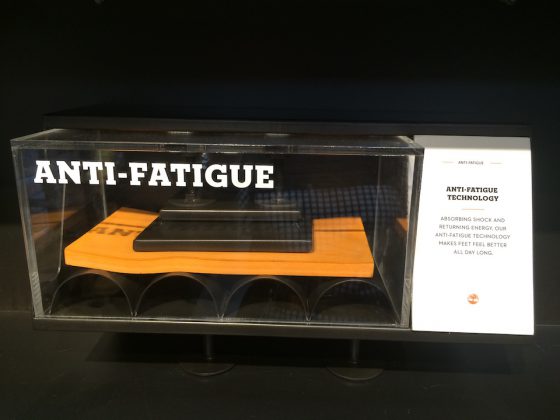 ANTI-FATIGUE
ANT
ANTI-FATIGUE
ANTI-FATIGUE
TECHNOLOGY
ABSORBING SHOCK AND
RETURNING ENERGY, OUR
ANTI-FATIGUE TECHNOLOGY
MAKES FEET FEEL BETTER
ALL DAY LONG.